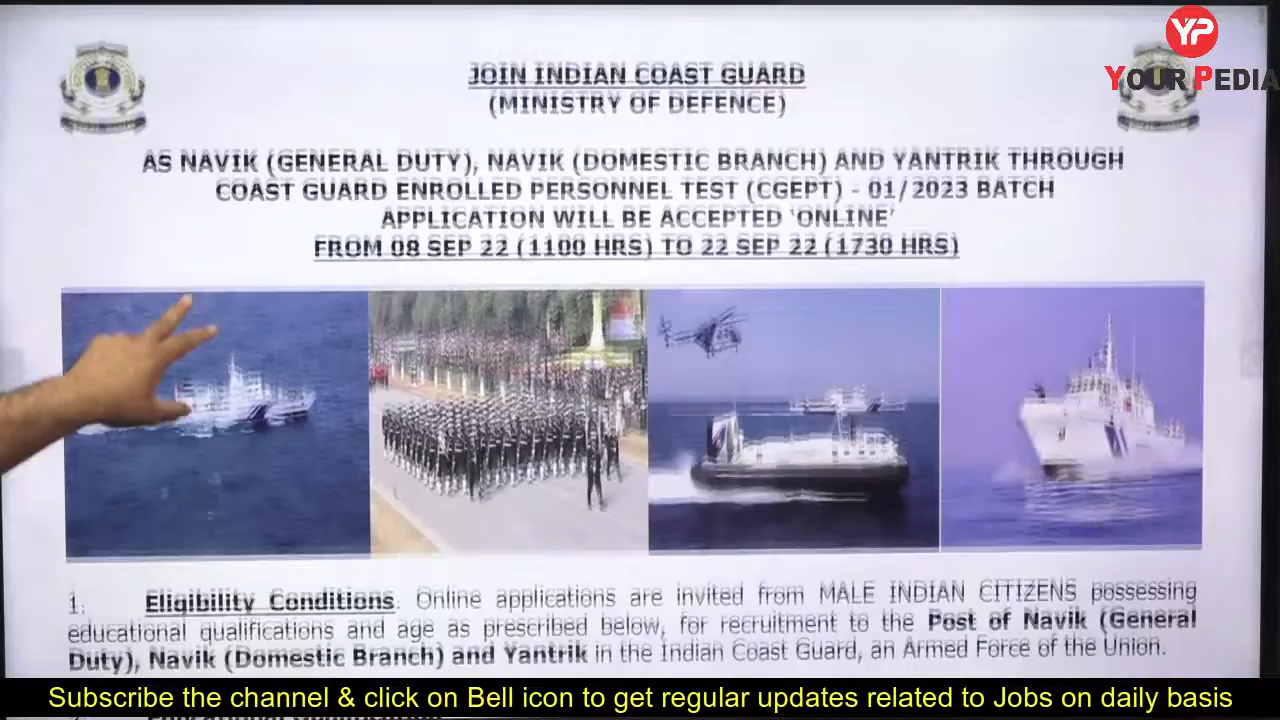 YP
YOUR PEDIA
JOIN INDIAN COAST GUARD
(MINISTRY OF DEFENCE)
AS NAVIK (GENERAL DUTY), NAVIK (DOMESTIC BRANCH) AND YANTRIK THROUGH
COAST GUARD ENROLLED PERSONNEL TEST (CGEPT) - 01/2023 BATCH
APPLICATION WILL BE ACCEPTED 'ONLINE'
FROM 08 SEP 22 (1100 HRS) TO 22 SEP 22 (1730 HRS)
1. Eligibility Conditions. Online applications are invited from MALE INDIAN CITIZENS possessing
educational qualifications and age as prescribed below, for recruitment to the Post of Navik (General
Duty), Navik (Domestic Branch) and Yantrik in the Indian Coast Guard, an Armed Force of the Union.
Subscribe the channel & click on Bell icon to get regular updates related to Jobs on daily basis